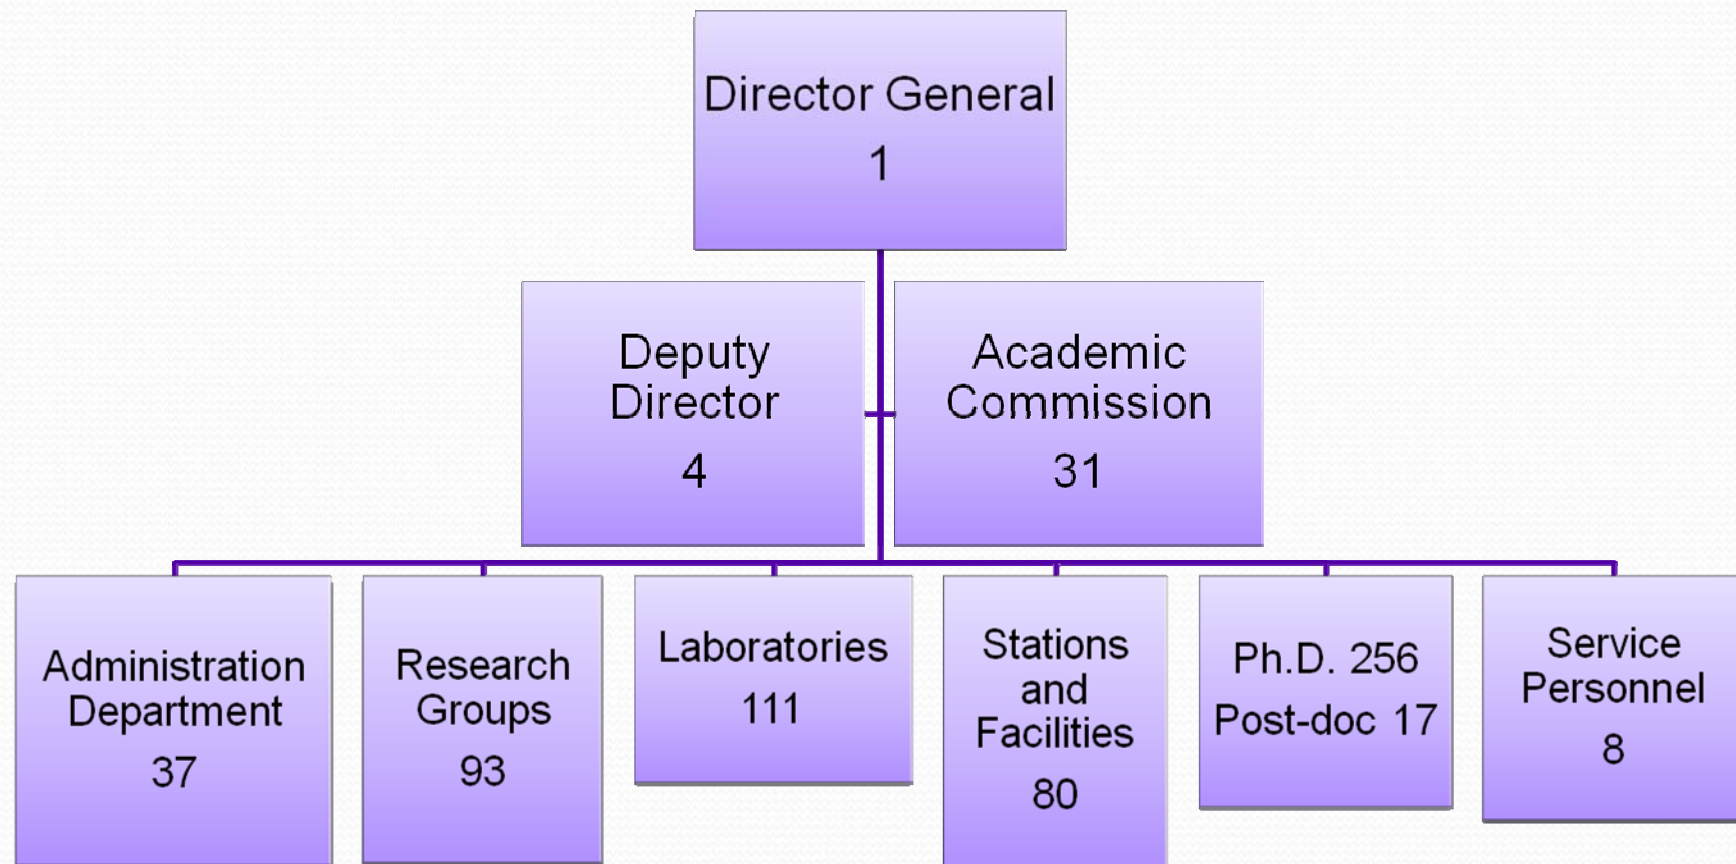 Director General
1
Deputy
Director
4
Academic
Commission
31
Administration
Department
37
Research
Groups
93
Laboratories
111
Stations
and
Facilities
80
Ph.D. 256
Post-doc 17
Service
Personnel
8